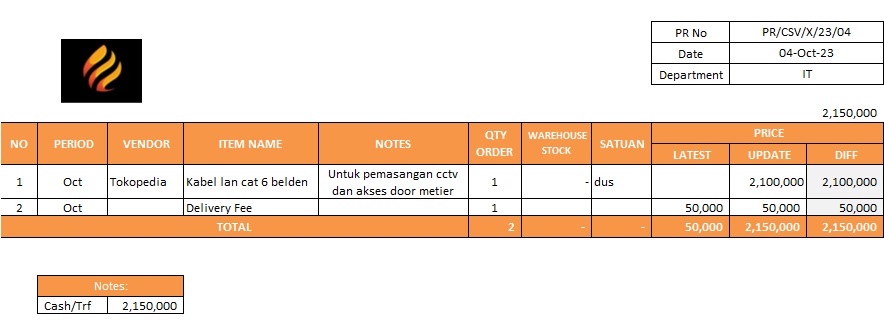 PR No PR/CSV/X/23/04
Date 04-Oct-23
Department IT
2,150,000
NO PERIOD VENDOR ITEM NAME NOTES QTY ORDER WAREHOUSE STOCK SATUAN PRICE
LATEST UPDATE DIFF
1 Oct Tokopedia Kabel lan cat 6 belden Untuk pemasangan cctv dan akses door metier 1 - dus 2,100,000 2,100,000
2 Oct Delivery Fee 1 50,000 50,000 50,000
TOTAL 2 - - 50,000 2,150,000 2,150,000
Notes:
Cash/Trf 2,150,000